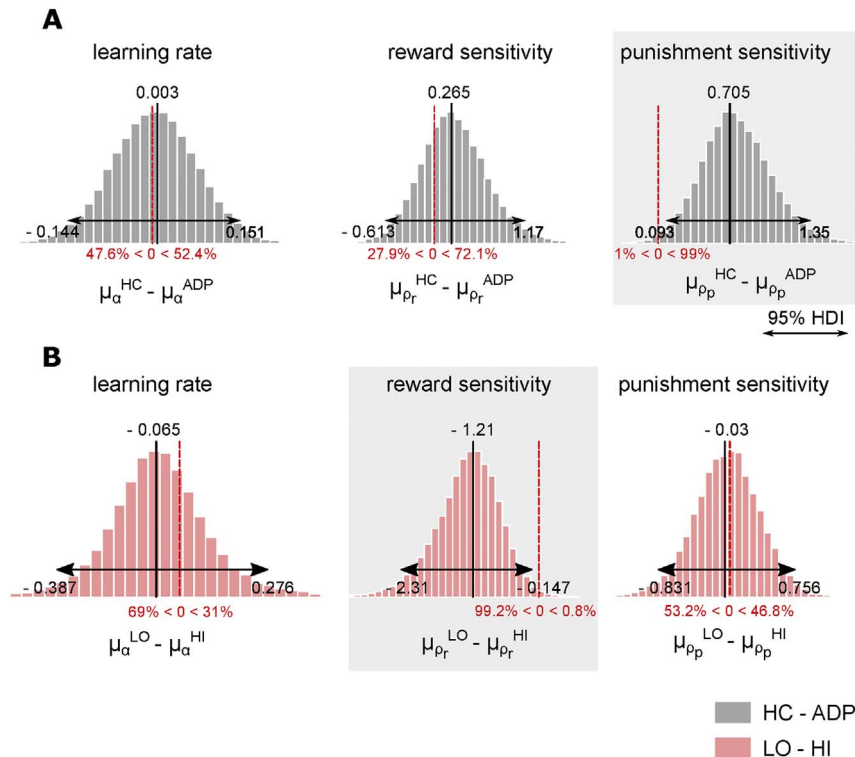 A
learning rate
reward sensitivity
punishment sensitivity
0.003
0.265
0.705
- 0.144
0.151
- 0.613
1.17
0.093
1.35
47.6% < 0 < 52.4%
27.9% < 0 < 72.1%
1% < 0 < 99%
μα^HC - μα^ADP
μρr^HC - μρr^ADP
μρp^HC - μρp^ADP
95% HDI
B
learning rate
reward sensitivity
punishment sensitivity
- 0.065
- 1.21
- 0.03
- 0.387
0.276
- 2.31
- 0.147
- 0.831
0.756
69% < 0 < 31%
99.2% < 0 < 0.8%
53.2% < 0 < 46.8%
μα^LO - μα^HI
μρr^LO - μρr^HI
μρp^LO - μρp^HI
HC - ADP
LO - HI